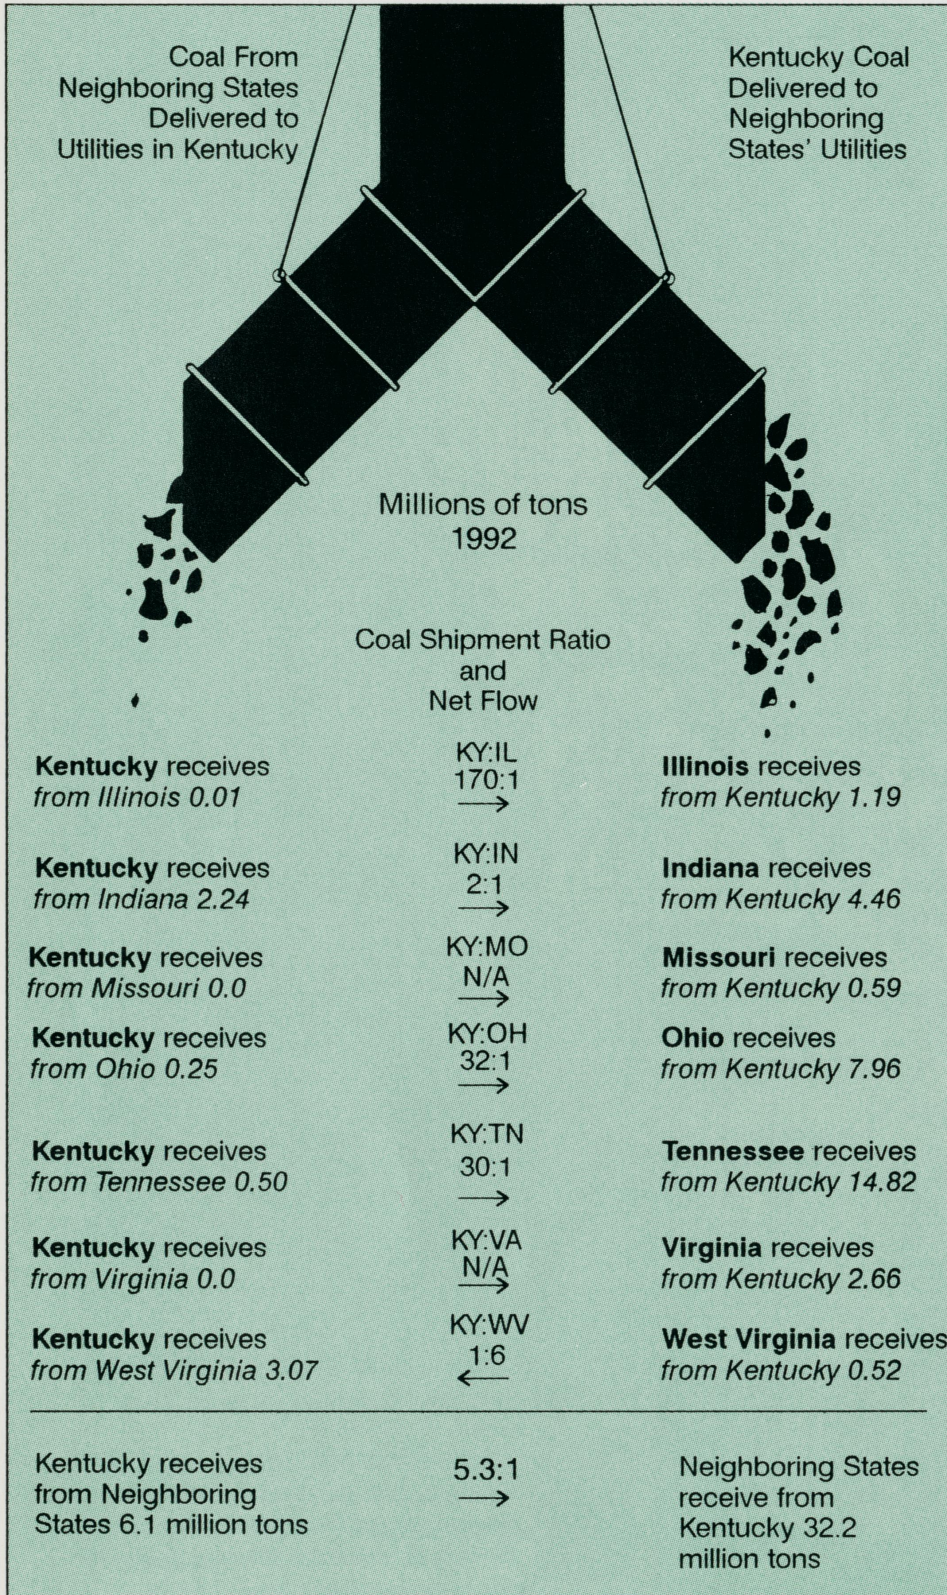 Coal From
Neighboring States
Delivered to
Utilities in Kentucky
Kentucky Coal
Delivered to
Neighboring
States' Utilities
Millions of tons
1992
Coal Shipment Ratio
and
Net Flow
Kentucky receives
from Illinois 0.01
KY:IL
170:1
Illinois receives
from Kentucky 1.19
Kentucky receives
from Indiana 2.24
KY:IN
2:1
Indiana receives
from Kentucky 4.46
Kentucky receives
from Missouri 0.0
KY:MO
N/A
Missouri receives
from Kentucky 0.59
Kentucky receives
from Ohio 0.25
KY:OH
32:1
Ohio receives
from Kentucky 7.96
Kentucky receives
from Tennessee 0.50
KY:TN
30:1
Tennessee receives
from Kentucky 14.82
Kentucky receives
from Virginia 0.0
KY:VA
N/A
Virginia receives
from Kentucky 2.66
Kentucky receives
from West Virginia 3.07
KY:WV
1:6
West Virginia receives
from Kentucky 0.52
Kentucky receives
from Neighboring
States 6.1 million tons
5.3:1
Neighboring States
receive from
Kentucky 32.2
million tons